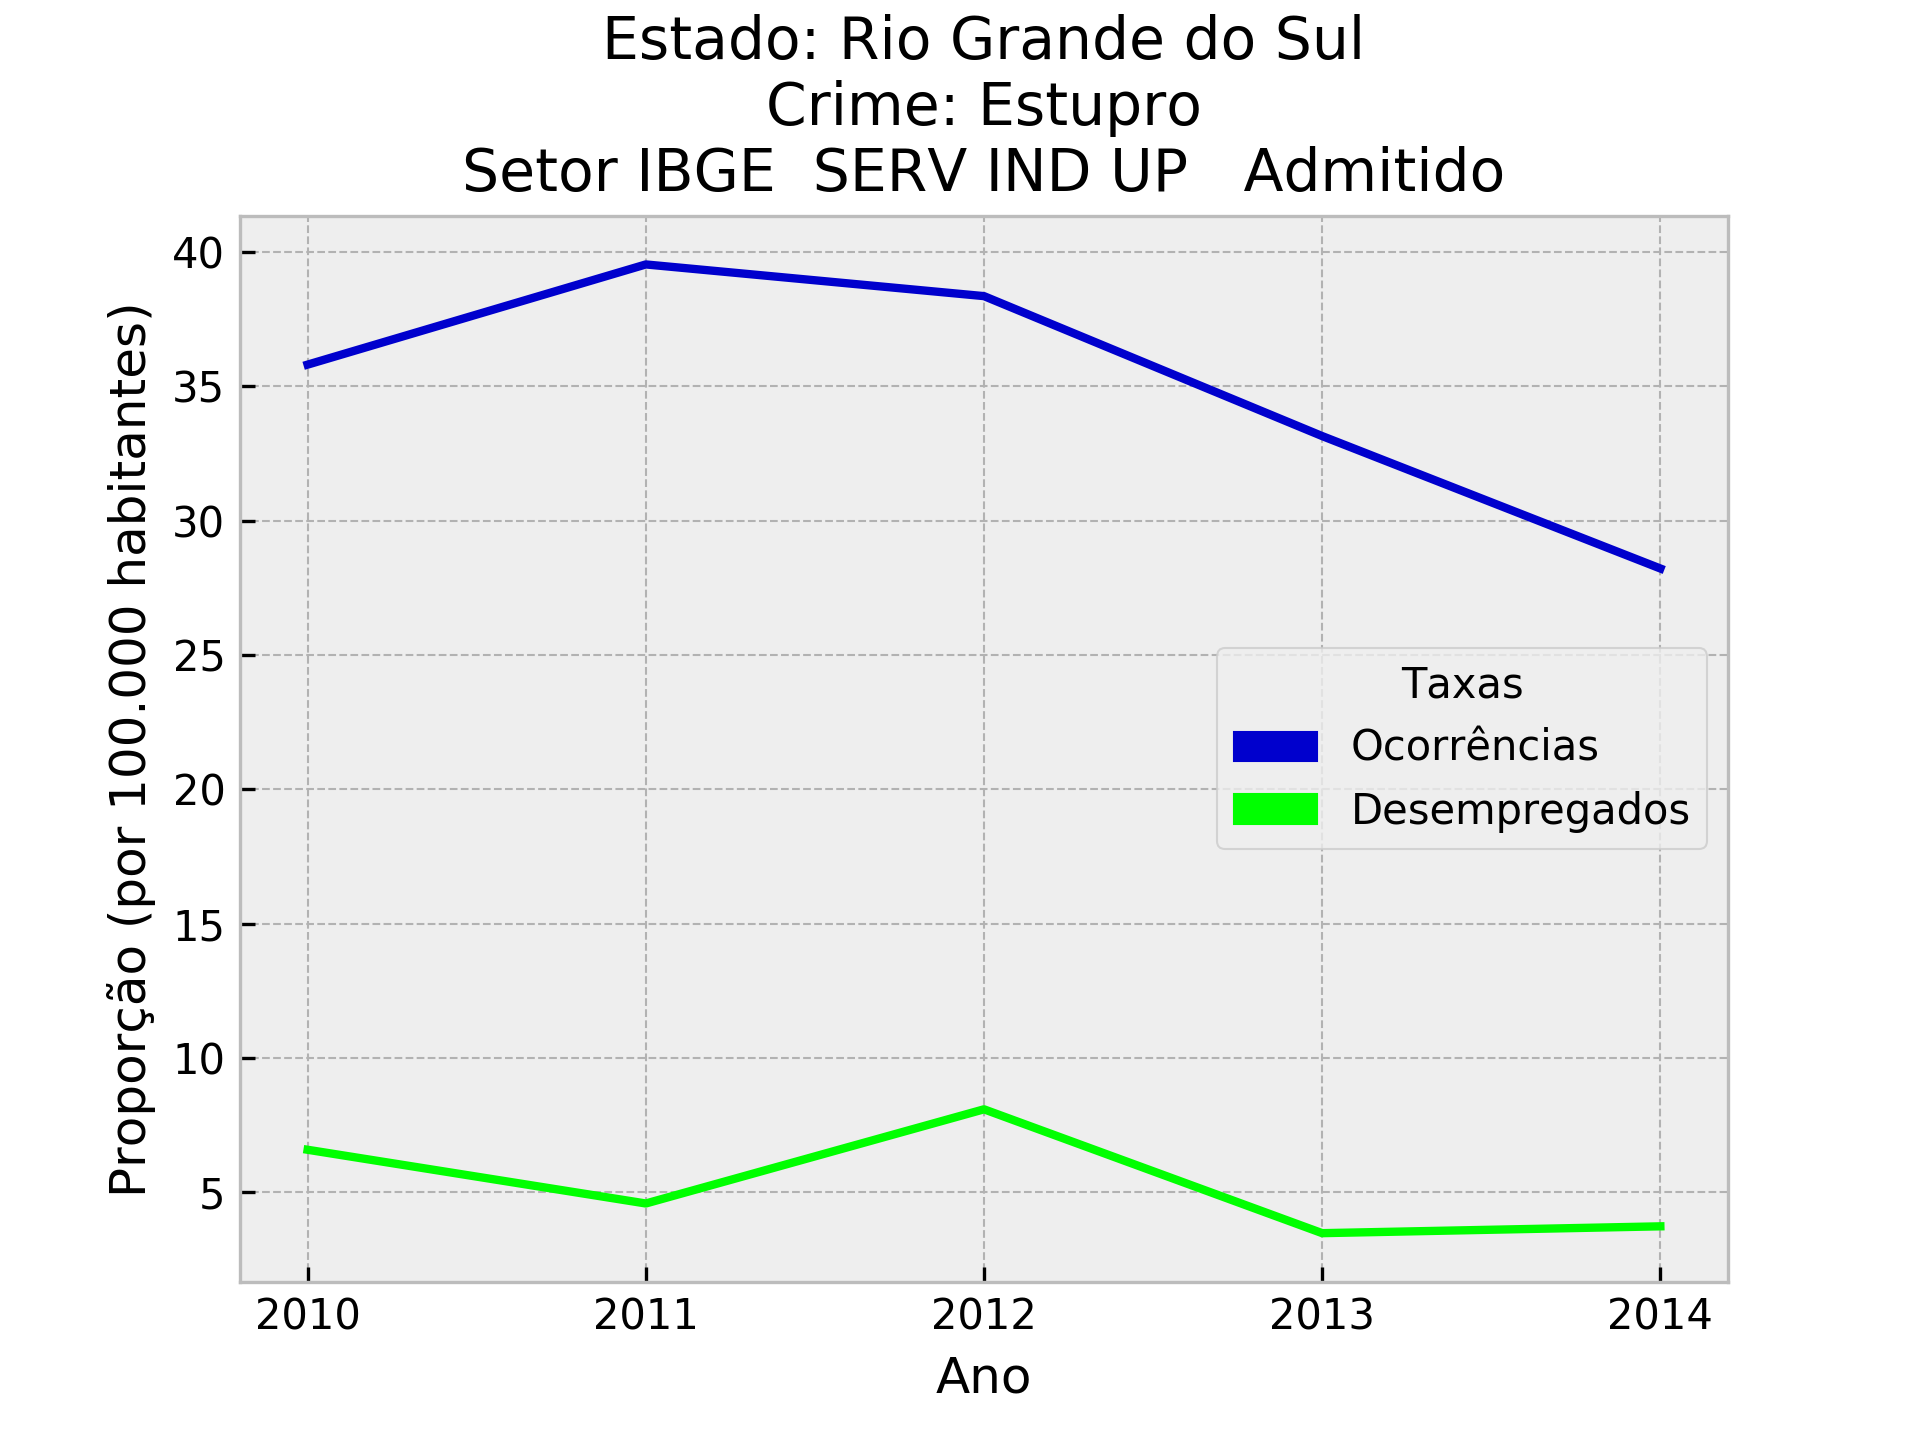 Estado: Rio Grande do Sul
Crime: Estupro
Setor IBGE  SERV IND UP   Admitido
Proporção (por 100.000 habitantes)
40
35
30
25
20
15
10
5
Taxas
Ocorrências
Desempregados
2010 2011 2012 2013 2014
Ano